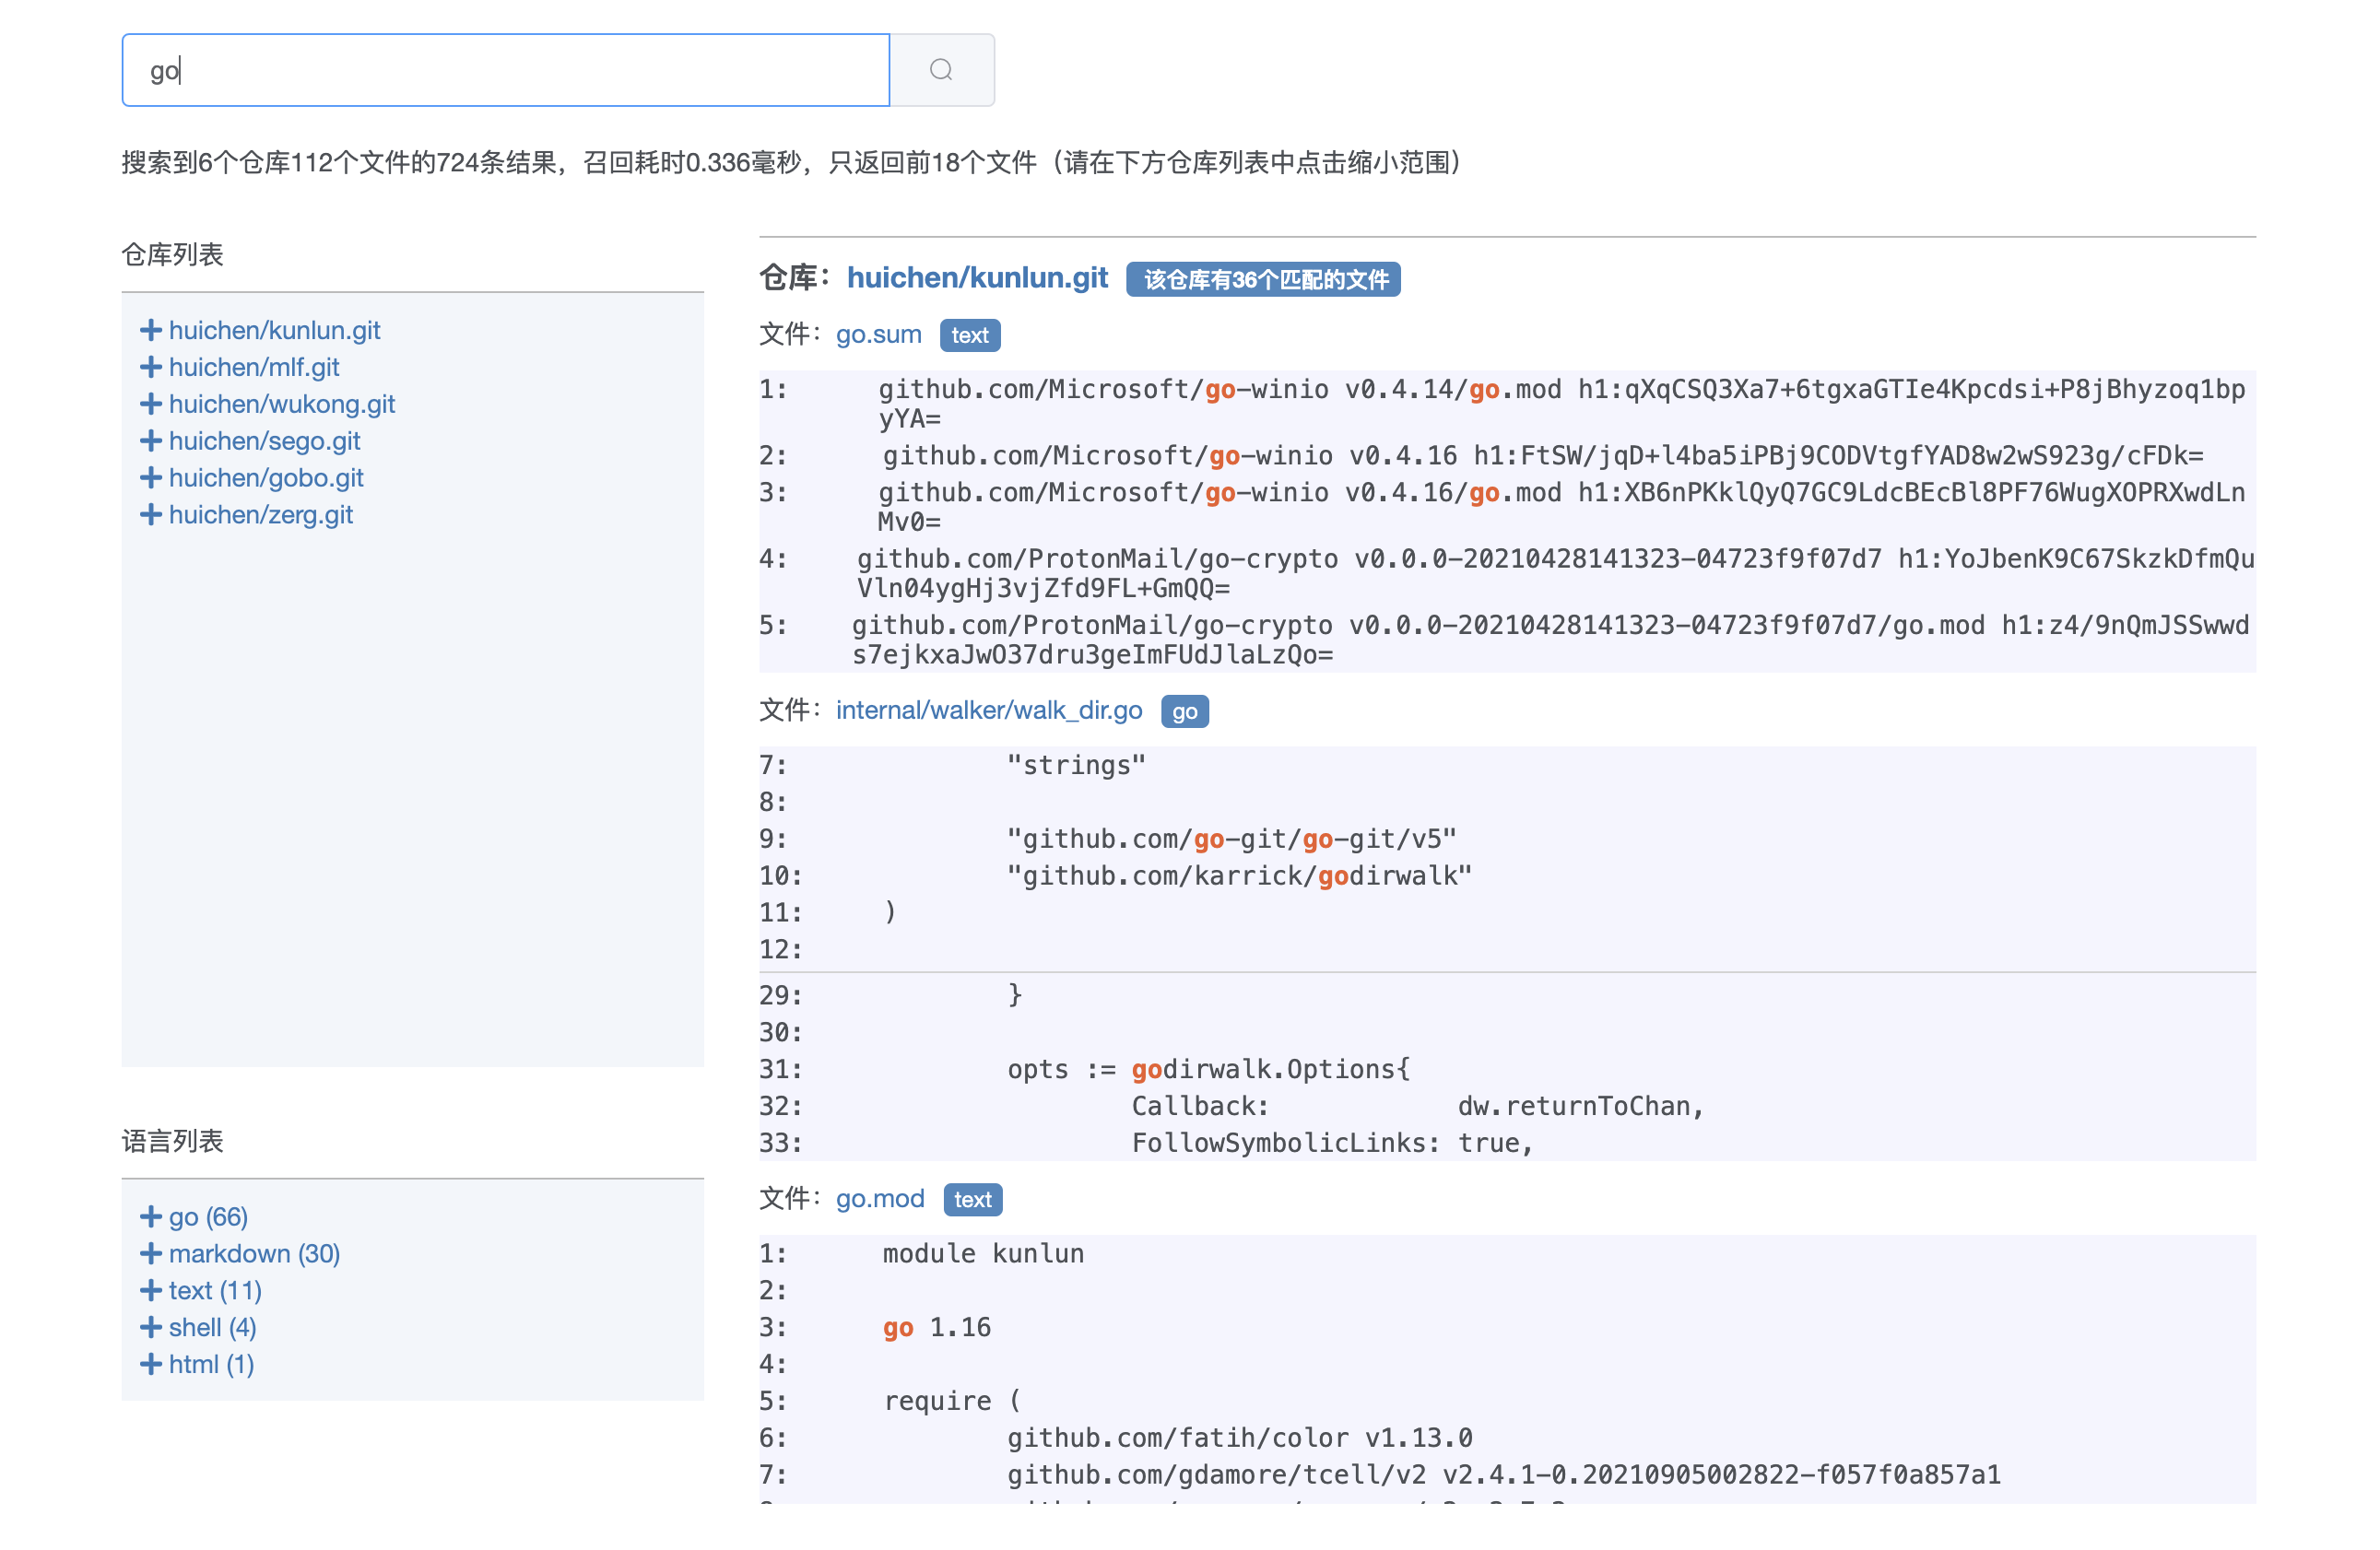 go
搜索到6个仓库112个文件的724条结果，召回耗时0.336毫秒，只返回前18个文件（请在下方仓库列表中点击缩小范围）
仓库列表
huichen/kunlun.git
huichen/mlf.git
huichen/wukong.git
huichen/sego.git
huichen/gobo.git
huichen/zerg.git
语言列表
go (66)
markdown (30)
text (11)
shell (4)
html (1)
仓库： huichen/kunlun.git 该仓库有36个匹配的文件
文件： go.sum text
1: github.com/Microsoft/go-winio v0.4.14/go.mod h1:qXqCSQ3Xa7+6tgxaGTIe4Kpcdsi+P8jBhyzoq1bp
yYA=
2: github.com/Microsoft/go-winio v0.4.16 h1:FtSW/jqD+l4ba5iPBj9CODVtgfYAD8w2wS923g/cFDk=
3: github.com/Microsoft/go-winio v0.4.16/go.mod h1:XB6nPKklQyQ7GC9LdcBEcBl8PF76WugXOPRXwdLn
Mv0=
4: github.com/ProtonMail/go-crypto v0.0.0-20210428141323-04723f9f07d7 h1:YoJbenK9C67SkzkDfmQu
Vln04ygHj3vjZfd9FL+GmQQ=
5: github.com/ProtonMail/go-crypto v0.0.0-20210428141323-04723f9f07d7/go.mod h1:z4/9nQmJSSwwd
s7ejkxaJwO37dru3geImFUdJlaLzQo=
文件： internal/walker/walk_dir.go go
7: "strings"
8:
9: "github.com/go-git/go-git/v5"
10: "github.com/karrick/godirwalk"
11: )
12:
29: }
30:
31: opts := godirwalk.Options{
32: Callback: dw.returnToChan,
33: FollowSymbolicLinks: true,
文件： go.mod text
1: module kunlun
2:
3: go 1.16
4:
5: require (
6: github.com/fatih/color v1.13.0
7: github.com/gdamore/tcell/v2 v2.4.1-0.20210905002822-f057f0a857a1